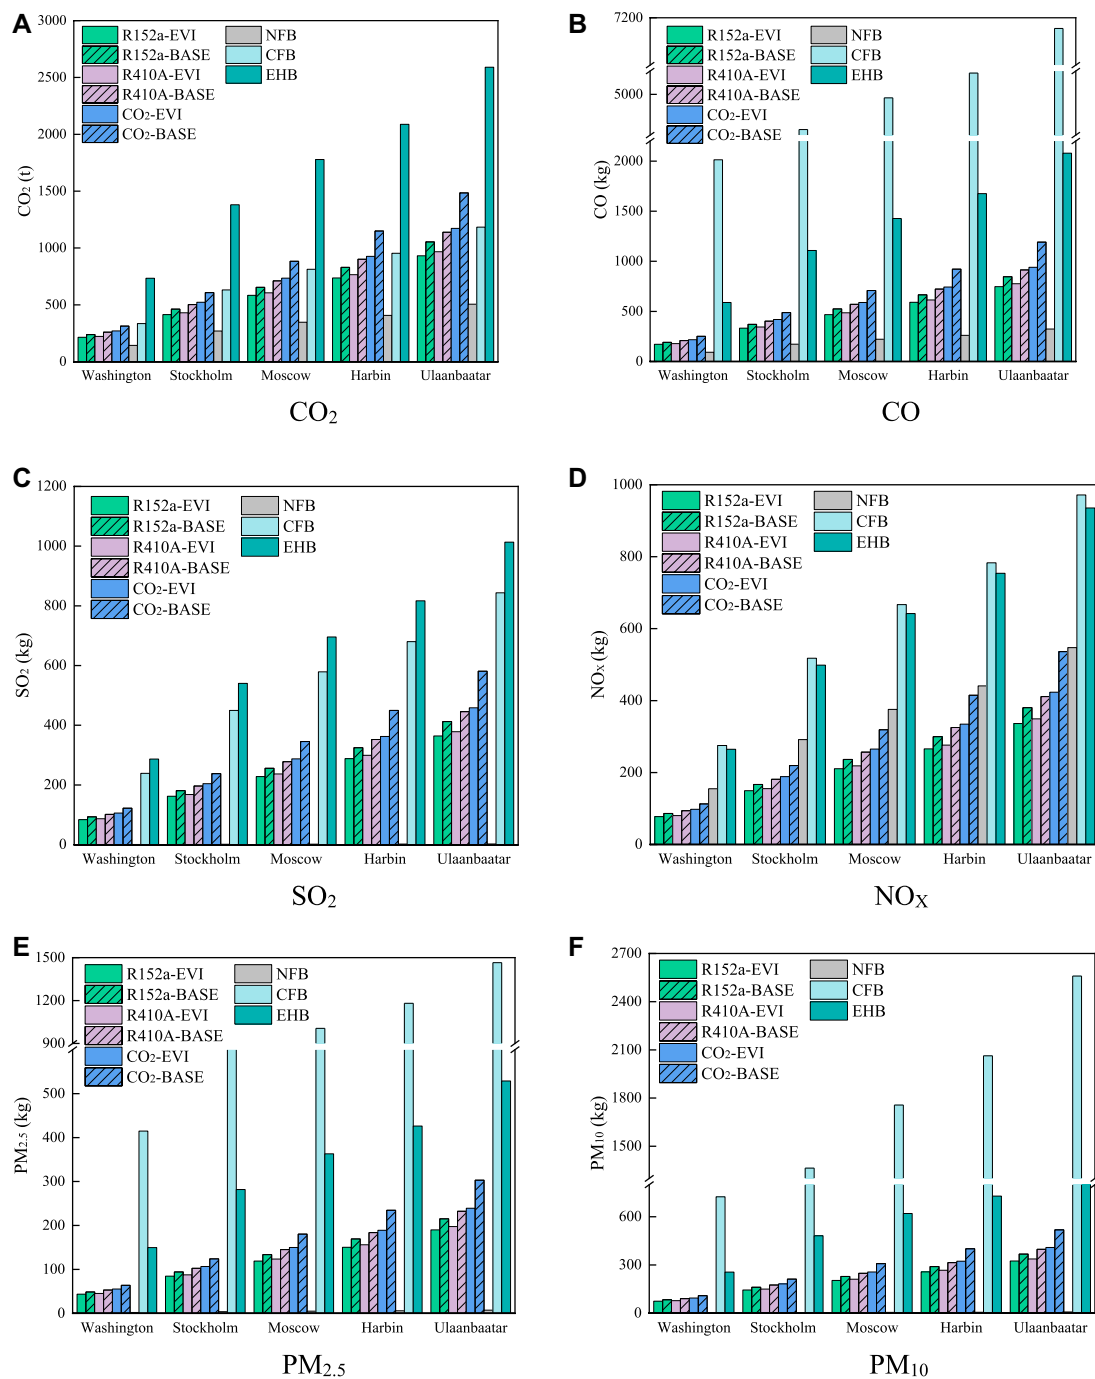 A
3000
2500
2000
1500
1000
500
0
CO2 (t)
R152a-EVI
R152a-BASE
R410A-EVI
R410A-BASE
CO2-EVI
CO2-BASE
NFB
CFB
EHB
Washington Stockholm Moscow Harbin Ulaanbaatar
CO2
B
7200
5000
2000
1500
1000
500
0
CO (kg)
R152a-EVI
R152a-BASE
R410A-EVI
R410A-BASE
CO2-EVI
CO2-BASE
NFB
CFB
EHB
Washington Stockholm Moscow Harbin Ulaanbaatar
CO
C
1200
1000
800
600
400
200
0
SO2 (kg)
R152a-EVI
R152a-BASE
R410A-EVI
R410A-BASE
CO2-EVI
CO2-BASE
NFB
CFB
EHB
Washington Stockholm Moscow Harbin Ulaanbaatar
SO2
D
1000
800
600
400
200
0
NOX (kg)
R152a-EVI
R152a-BASE
R410A-EVI
R410A-BASE
CO2-EVI
CO2-BASE
NFB
CFB
EHB
Washington Stockholm Moscow Harbin Ulaanbaatar
NOX
E
1500
1200
900
500
400
300
200
100
0
PM2.5 (kg)
R152a-EVI
R152a-BASE
R410A-EVI
R410A-BASE
CO2-EVI
CO2-BASE
NFB
CFB
EHB
Washington Stockholm Moscow Harbin Ulaanbaatar
PM2.5
F
2700
2400
2100
1800
1500
600
300
0
PM10 (kg)
R152a-EVI
R152a-BASE
R410A-EVI
R410A-BASE
CO2-EVI
CO2-BASE
NFB
CFB
EHB
Washington Stockholm Moscow Harbin Ulaanbaatar
PM10